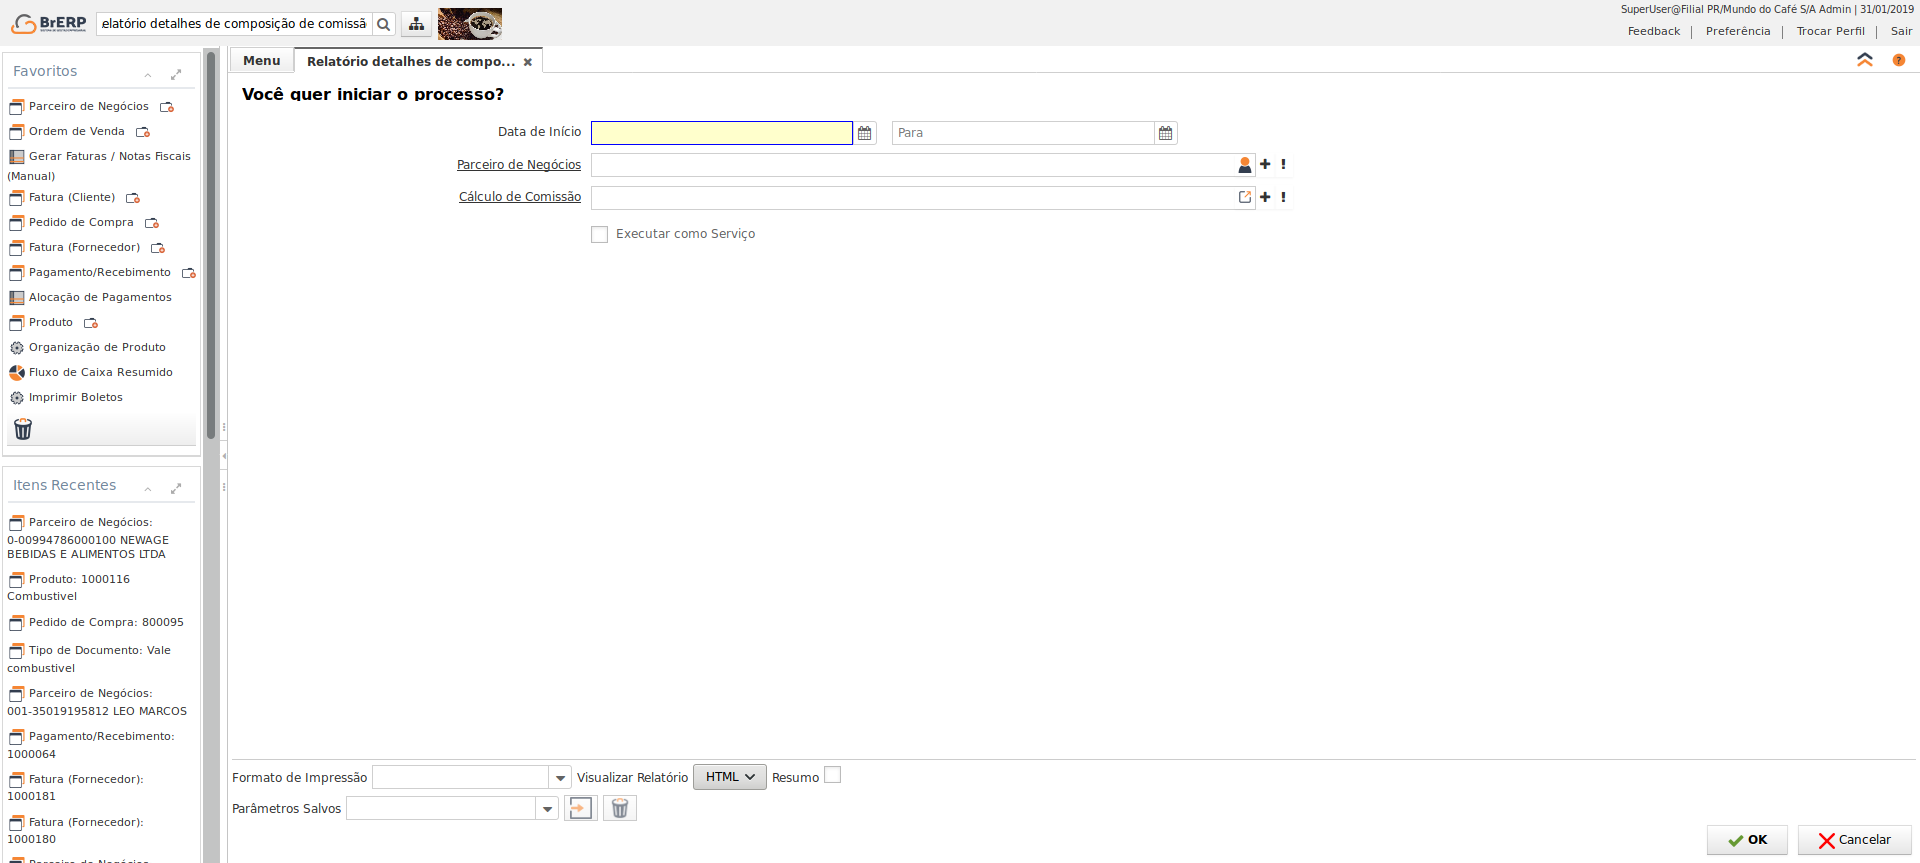 BrERP
elatório detalhes de composição de comissã
SuperUser@Filial PR/Mundo do Café S/A Admin | 31/01/2019
Feedback | Preferência | Trocar Perfil | Sair
Favoritos
Parceiro de Negócios
Ordem de Venda
Gerar Faturas / Notas Fiscais
(Manual)
Fatura (Cliente)
Pedido de Compra
Fatura (Fornecedor)
Pagamento/Recebimento
Alocação de Pagamentos
Produto
Organização de Produto
Fluxo de Caixa Resumido
Imprimir Boletos
Itens Recentes
Parceiro de Negócios:
0-00994786000100 NEWAGE
BEBIDAS E ALIMENTOS LTDA
Produto: 1000116
Combustivel
Pedido de Compra: 800095
Tipo de Documento: Vale
combustivel
Parceiro de Negócios:
001-35019195812 LEO MARCOS
Pagamento/Recebimento:
1000064
Fatura (Fornecedor):
1000181
Fatura (Fornecedor):
1000180
Parceiro de Negócios
Menu
Relatório detalhes de compo...
Você quer iniciar o processo?
Data de Início
Para
Parceiro de Negócios
Cálculo de Comissão
Executar como Serviço
Formato de Impressão Visualizar Relatório HTML Resumo
Parâmetros Salvos
OK Cancelar